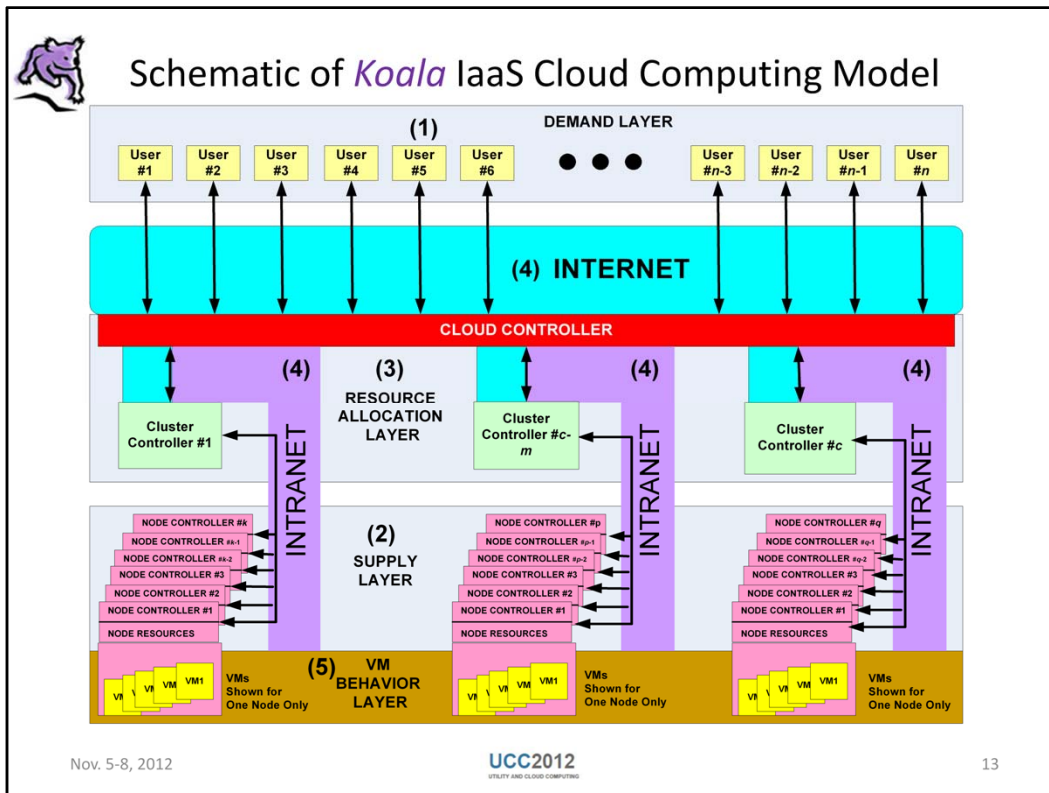 Schematic of Koala IaaS Cloud Computing Model
DEMAND LAYER
(1)
User
#1
User
#2
User
#3
User
#4
User
#5
User
#6
User
#n-3
User
#n-2
User
#n-1
User
#n
(4) INTERNET
CLOUD CONTROLLER
(4)
(3)
RESOURCE
ALLOCATION
LAYER
(4)
(4)
Cluster
Controller #1
Cluster
Controller #c-
m
Cluster
Controller #c
INTRANET
INTRANET
INTRANET
NODE CONTROLLER #k
NODE CONTROLLER #k-1
NODE CONTROLLER #k-2
NODE CONTROLLER #3
NODE CONTROLLER #2
NODE CONTROLLER #1
NODE RESOURCES
(2)
SUPPLY
LAYER
NODE CONTROLLER #p
NODE CONTROLLER #p-1
NODE CONTROLLER #p-2
NODE CONTROLLER #3
NODE CONTROLLER #2
NODE CONTROLLER #1
NODE RESOURCES
NODE CONTROLLER #q
NODE CONTROLLER #q-1
NODE CONTROLLER #q-2
NODE CONTROLLER #3
NODE CONTROLLER #2
NODE CONTROLLER #1
NODE RESOURCES
VM1
VMs
Shown for
One Node Only
(5) VM
BEHAVIOR
LAYER
VM1
VMs
Shown for
One Node Only
VM1
VMs
Shown for
One Node Only
Nov. 5-8, 2012
UCC2012
UTILITY AND CLOUD COMPUTING
13